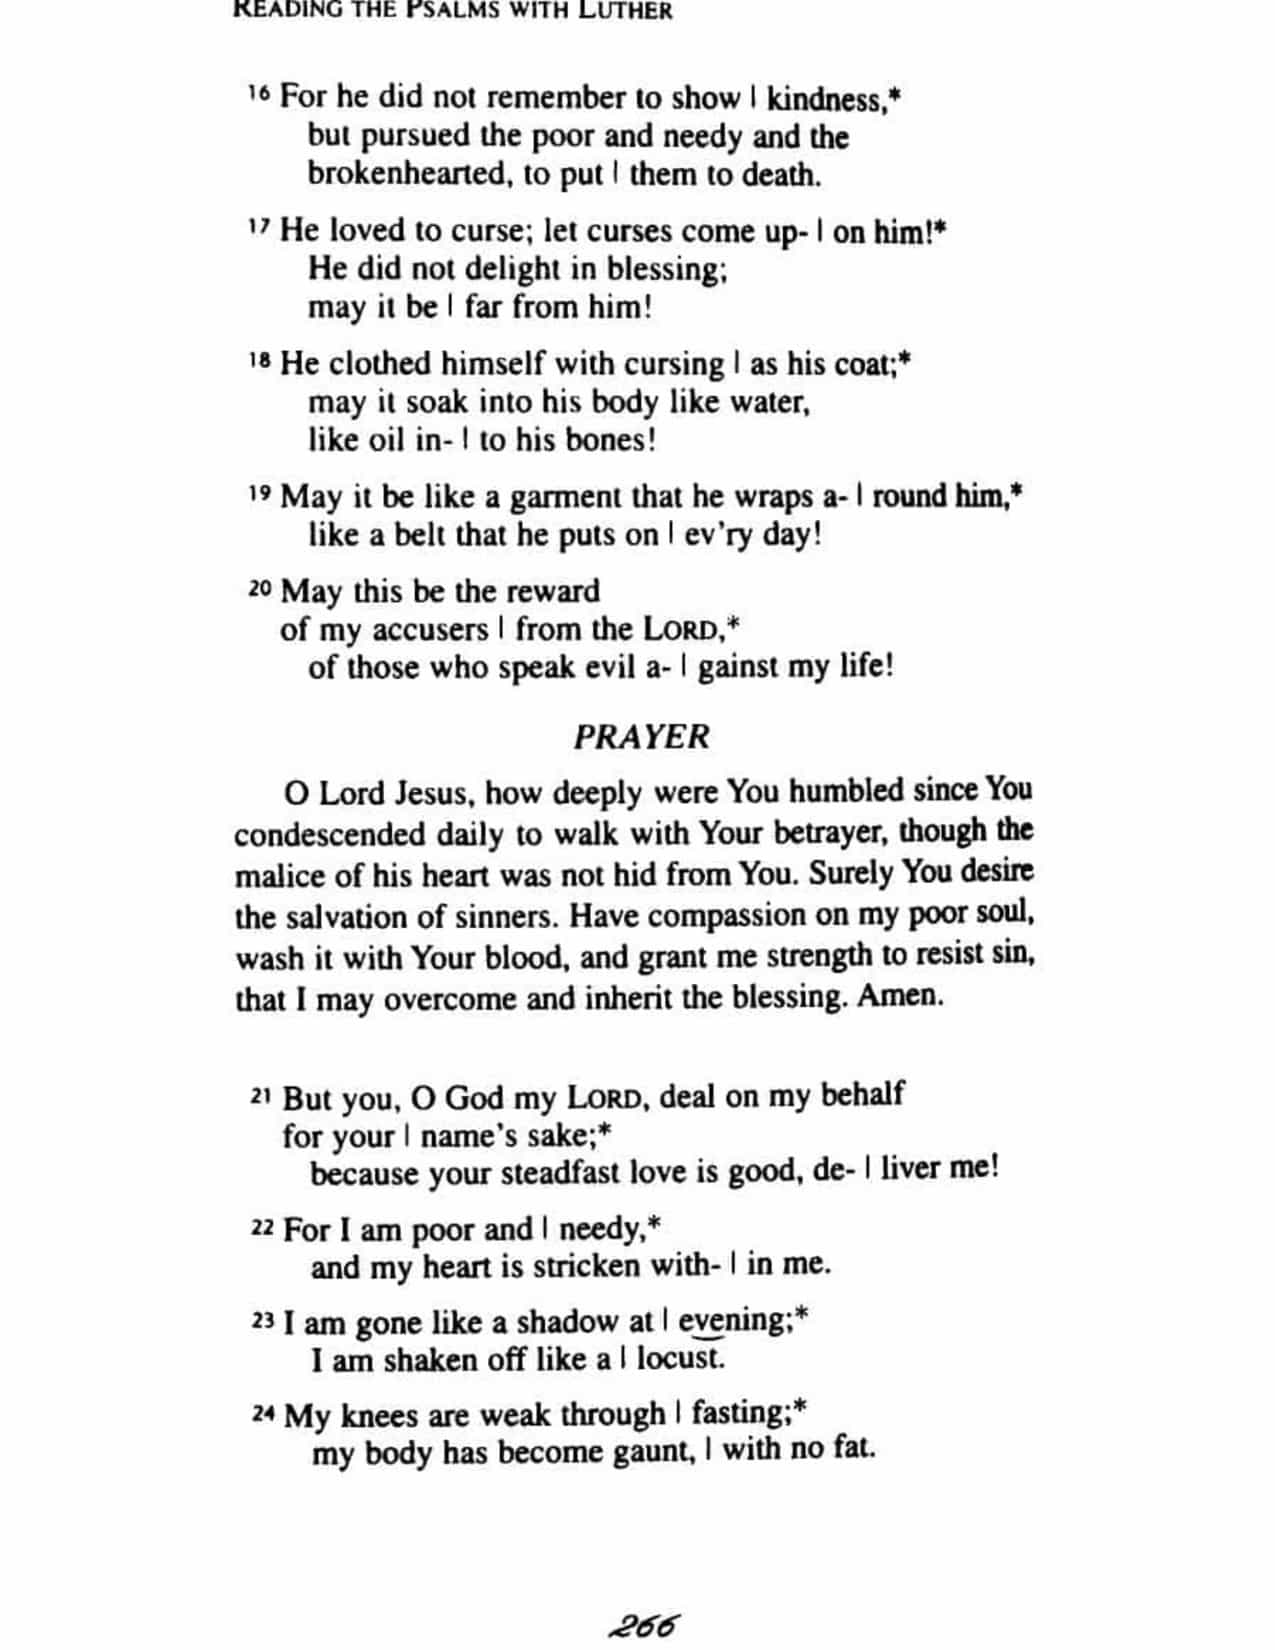 READING THE PSALMS WITH LUTHER
16 For he did not remember to show | kindness,*
but pursued the poor and needy and the
brokenhearted, to put | them to death.
17 He loved to curse; let curses come up- | on him!*
He did not delight in blessing;
may it be | far from him!
18 He clothed himself with cursing | as his coat;*
may it soak into his body like water,
like oil in- | to his bones!
19 May it be like a garment that he wraps a- | round him,*
like a belt that he puts on | ev'ry day!
20 May this be the reward
of my accusers | from the LORD,*
of those who speak evil a- | gainst my life!
PRAYER
O Lord Jesus, how deeply were You humbled since You
condescended daily to walk with Your betrayer, though the
malice of his heart was not hid from You. Surely You desire
the salvation of sinners. Have compassion on my poor soul,
wash it with Your blood, and grant me strength to resist sin,
that I may overcome and inherit the blessing. Amen.
21 But you, O God my LORD, deal on my behalf
for your | name's sake;*
because your steadfast love is good, de- | liver me!
22 For I am poor and | needy,*
and my heart is stricken with- | in me.
23 I am gone like a shadow at | evening;*
I am shaken off like a | locust.
24 My knees are weak through | fasting;*
my body has become gaunt, | with no fat.
266